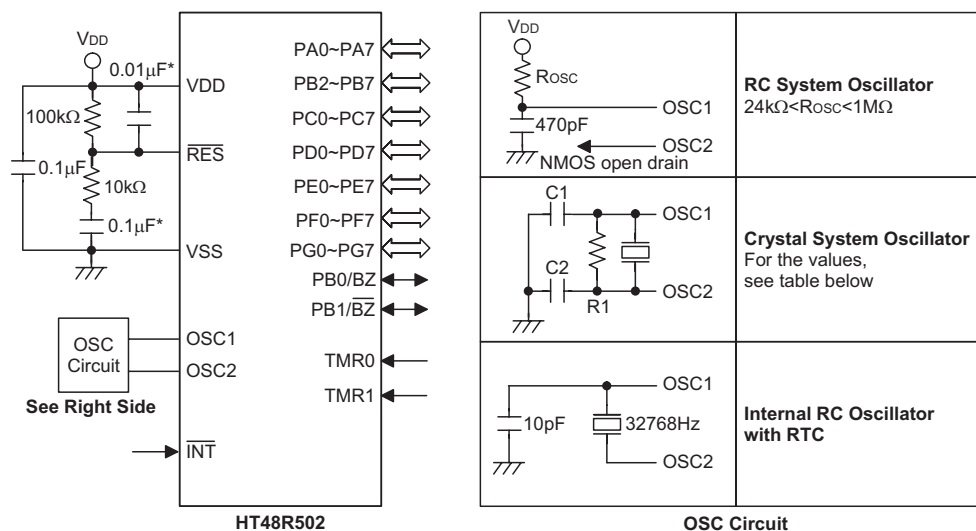 VDD
0.01μF*
VDD
100kΩ
RES
0.1μF
10kΩ
0.1μF*
VSS
OSC
Circuit
OSC1
OSC2
See Right Side
INT
PA0~PA7
PB2~PB7
PC0~PC7
PD0~PD7
PE0~PE7
PF0~PF7
PG0~PG7
PB0/BZ
PB1/BZ
TMR0
TMR1
HT48R502
VDD
ROSC
OSC1
470pF
OSC2
NMOS open drain
RC System Oscillator
24kΩ<ROSC<1MΩ
C1
OSC1
C2
OSC2
R1
Crystal System Oscillator
For the values,
see table below
OSC1
10pF
32768Hz
OSC2
Internal RC Oscillator
with RTC
OSC Circuit